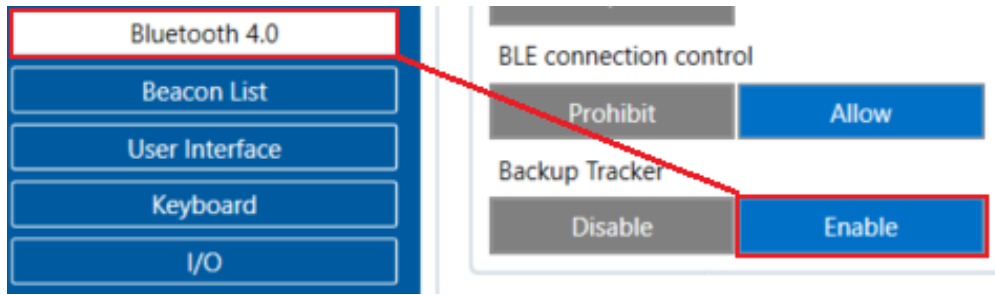 Bluetooth 4.0
Beacon List
User Interface
Keyboard
I/O
BLE connection control
Prohibit Allow
Backup Tracker
Disable Enable